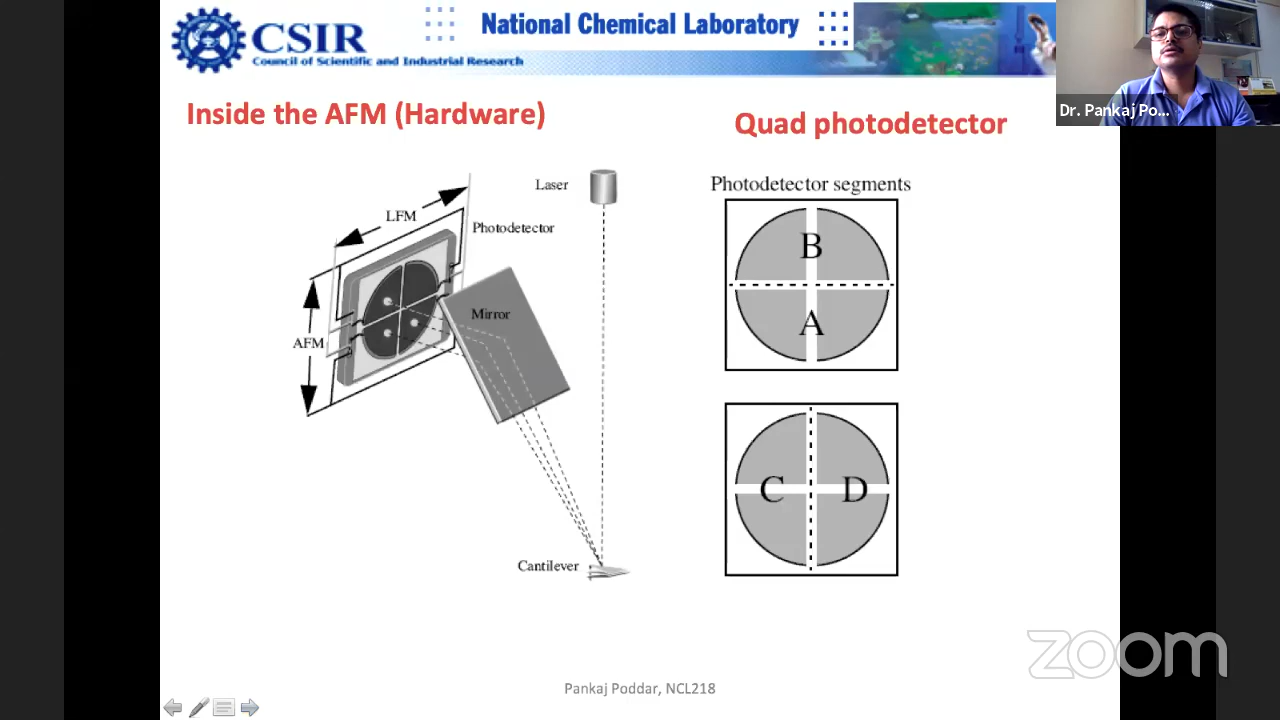 CSIR
Council of Scientific and Industrial Research
National Chemical Laboratory
Dr. Pankaj Po...
Inside the AFM (Hardware)
Quad photodetector
Laser
LFM
Photodetector
Mirror
AFM
Cantilever
Photodetector segments
B
A
C D
zoom
Pankaj Poddar, NCL218